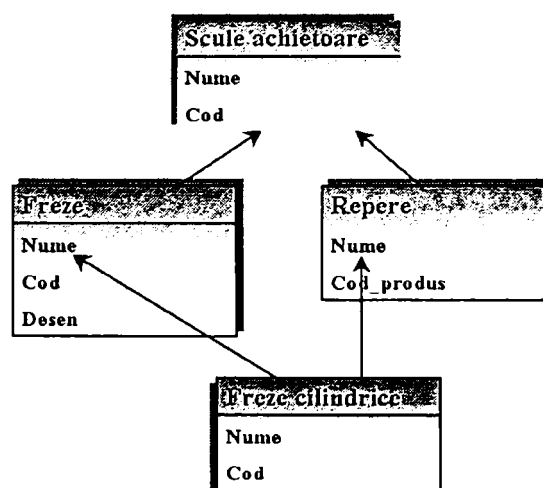 Scule achietoare
Nume
Cod
Freze
Nume
Cod
Desen
Repere
Nume
Cod_produs
Freze cilindrice
Nume
Cod